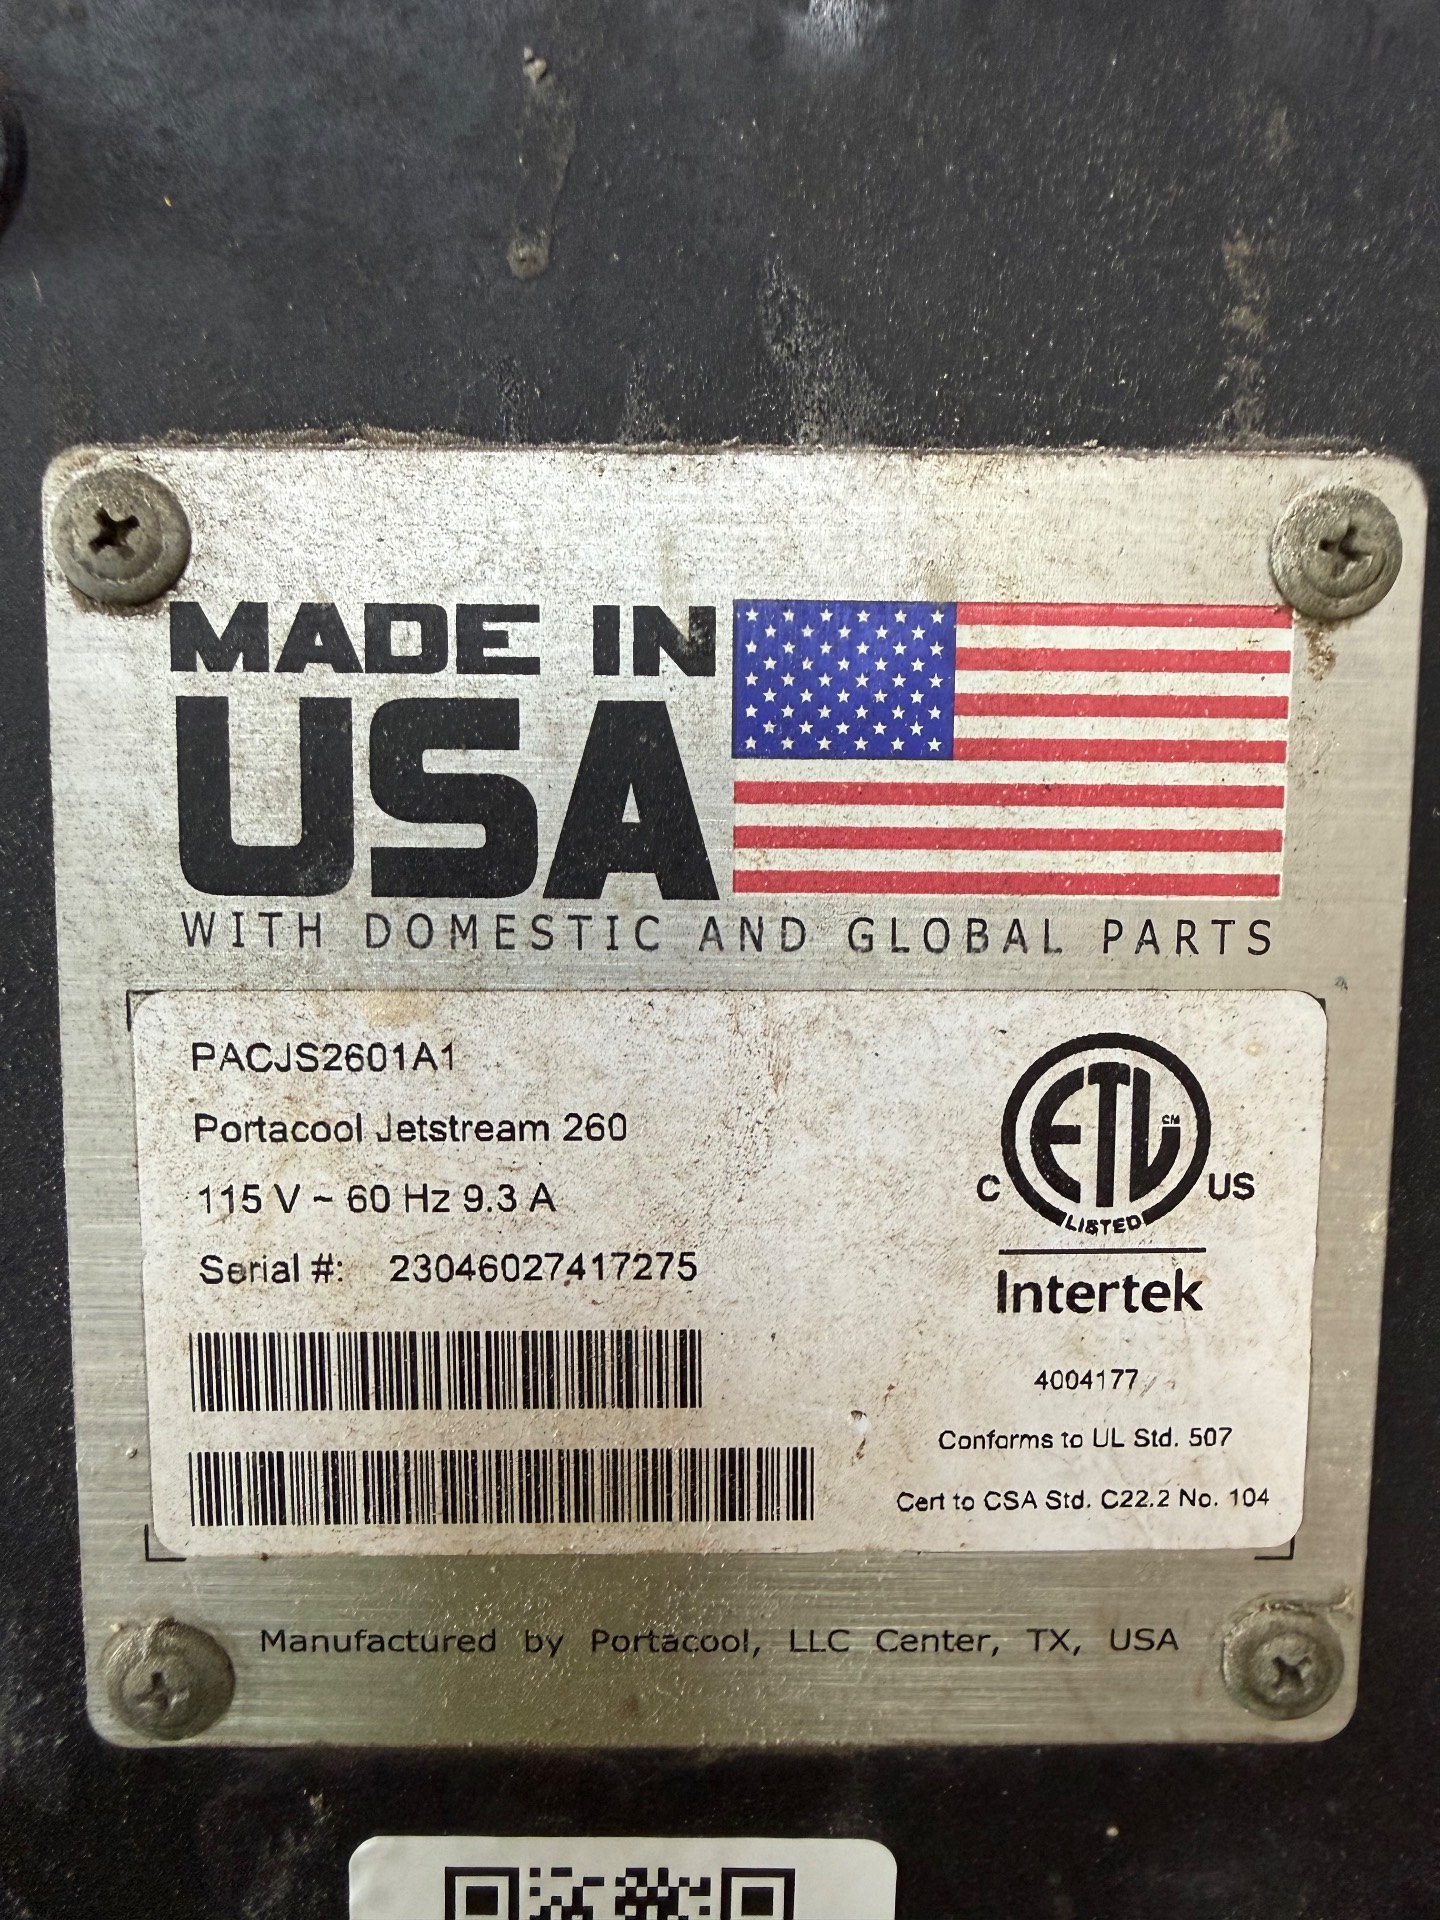 MADE IN
USA
WITH DOMESTIC AND GLOBAL PARTS
PACJS2601A1
Portacool Jetstream 260
115 V ~ 60 Hz 9.3 A
Serial #: 23046027417275
ETL CM
C US
LISTED
Intertek
4004177
Conforms to UL Std. 507
Cert to CSA Std. C22.2 No. 104
Manufactured by Portacool, LLC Center, TX, USA